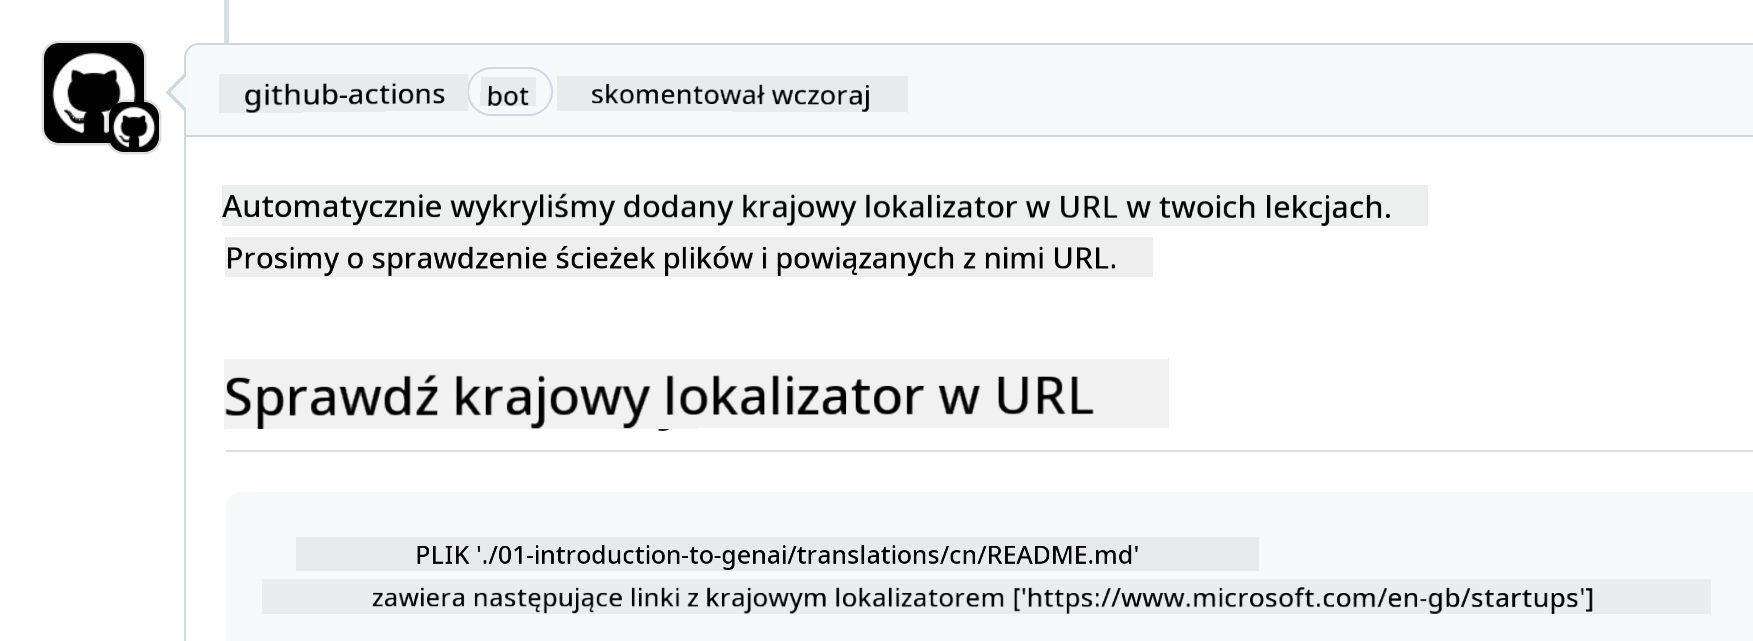 github-actions bot skomentował wczoraj
Automatycznie wykryliśmy dodany krajowy lokalizator w URL w twoich lekcjach.
Prosimy o sprawdzenie ścieżek plików i powiązanych z nimi URL.
Sprawdź krajowy lokalizator w URL
PLIK './01-introduction-to-genai/translations/cn/README.md'
zawiera następujące linki z krajowym lokalizatorem ['https://www.microsoft.com/en-gb/startups']